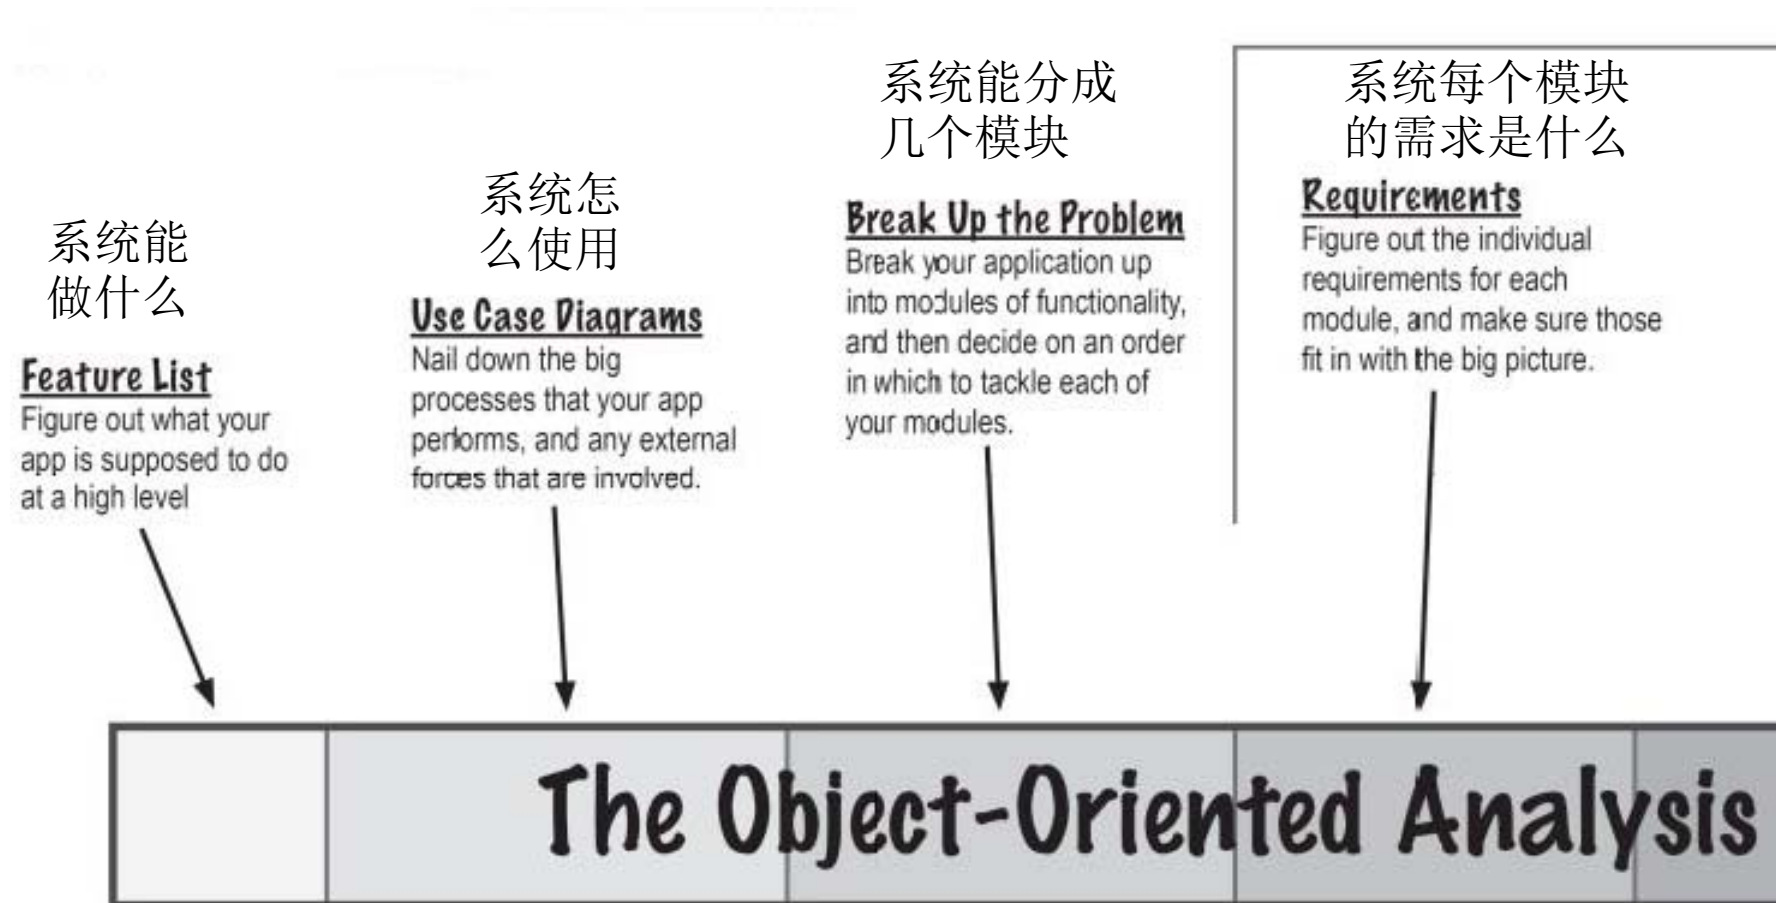 系统能
做什么
Feature List
Figure out what your
app is supposed to do
at a high level
系统怎
么使用
Use Case Diagrams
Nail down the big
processes that your app
performs, and any external
forces that are involved.
系统能分成
几个模块
Break Up the Problem
Break your application up
into modules of functionality,
and then decide on an order
in which to tackle each of
your modules.
系统每个模块
的需求是什么
Requirements
Figure out the individual
requirements for each
module, and make sure those
fit in with the big picture.
The Object-Oriented Analysis